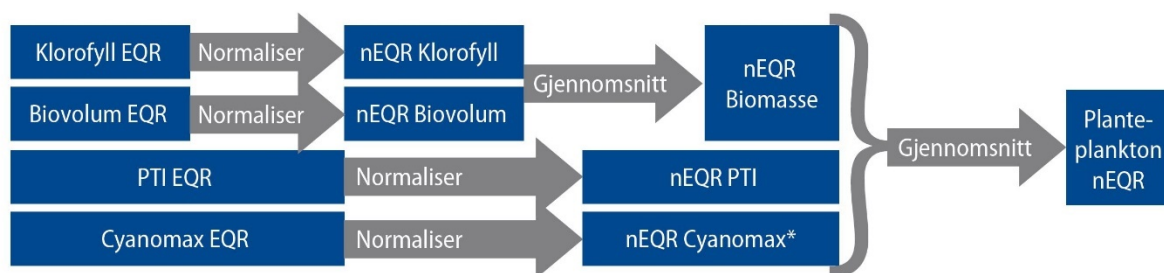 Klorofyll EQR
Normaliser
nEQR Klorofyll
Biovolum EQR
Normaliser
nEQR Biovolum
Gjennomsnitt
nEQR
Biomasse
PTI EQR
Normaliser
nEQR PTI
Cyanomax EQR
Normaliser
nEQR Cyanomax*
Gjennomsnitt
Plante-
plankton
nEQR